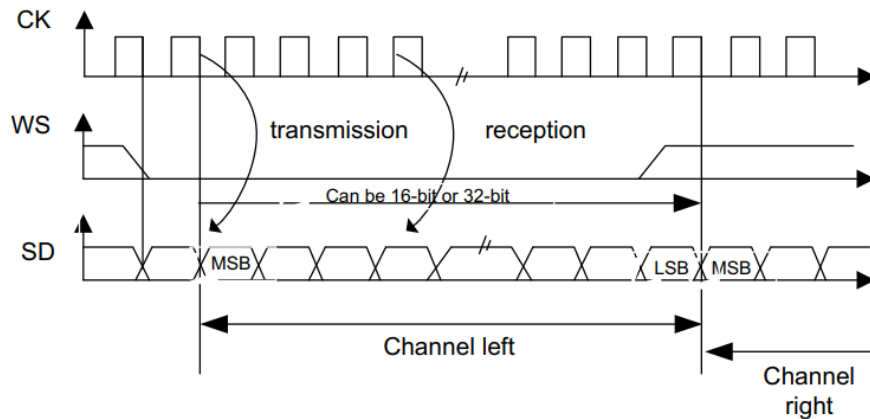 CK
WS
transmission
reception
Can be 16-bit or 32-bit
SD
MSB
LSB
MSB
Channel left
Channel
right